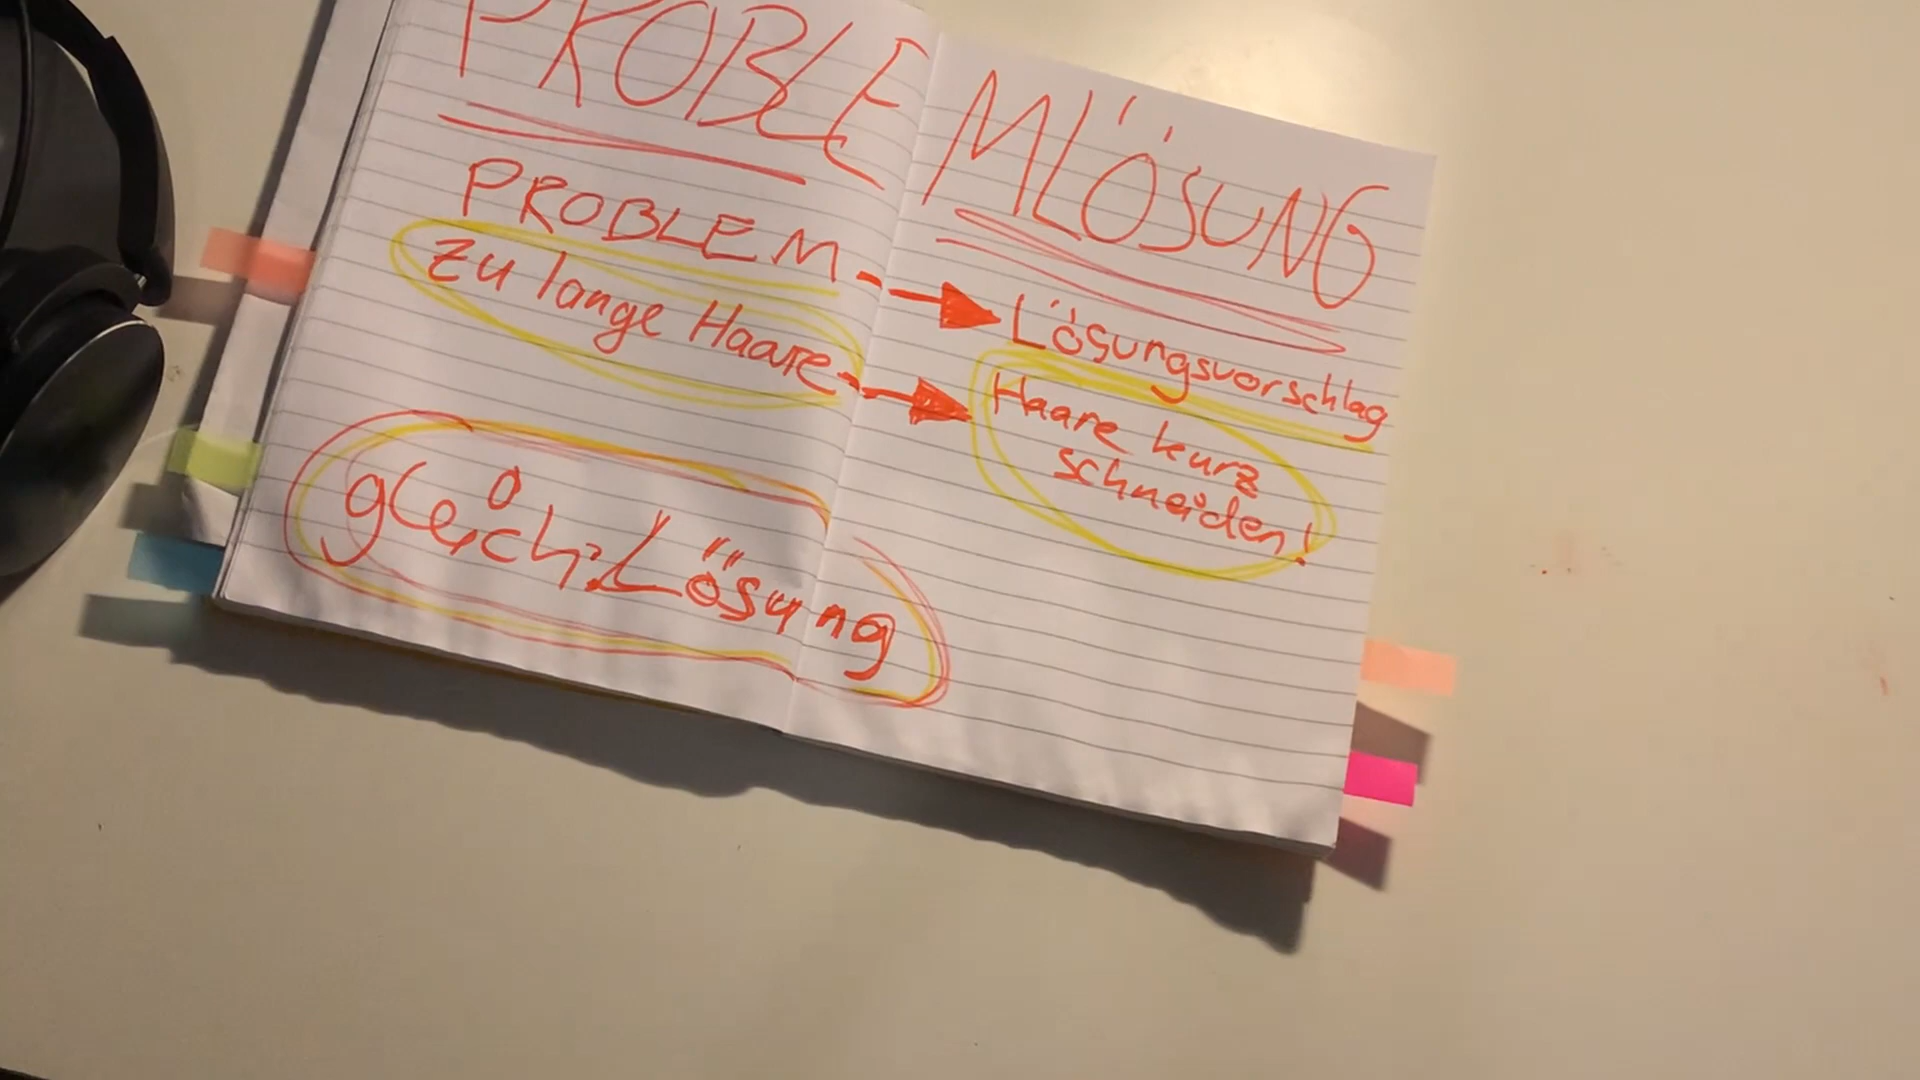 PROBLEMLÖSUNG
PROBLEM → Lösungsvorschlag
zu lange Haare → Haare kurz
schneiden!
gleich: Lösung